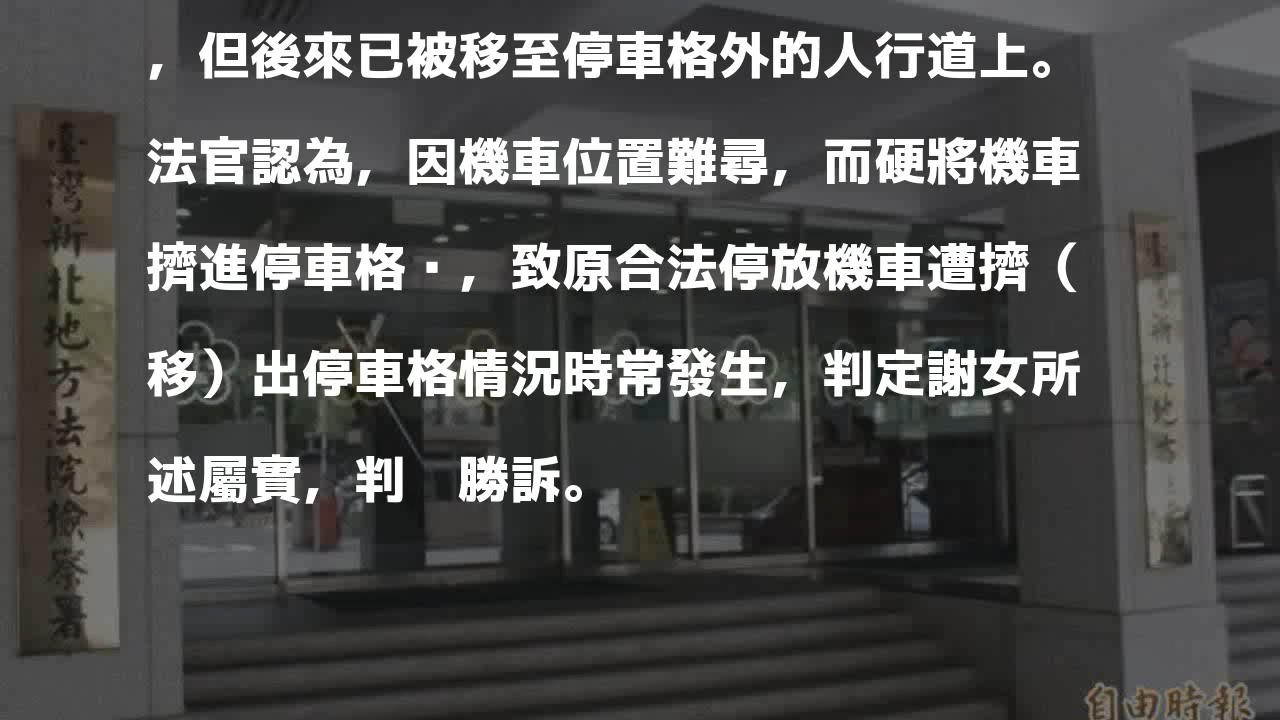 ，但後來已被移至停車格外的人行道上。
法官認為，因機車位置難尋，而硬將機車
擠進停車格▪，致原合法停放機車遭擠（
移）出停車格情況時常發生，判定謝女所
述屬實，判　勝訴。
臺灣新北地方法院檢察署
自由時報